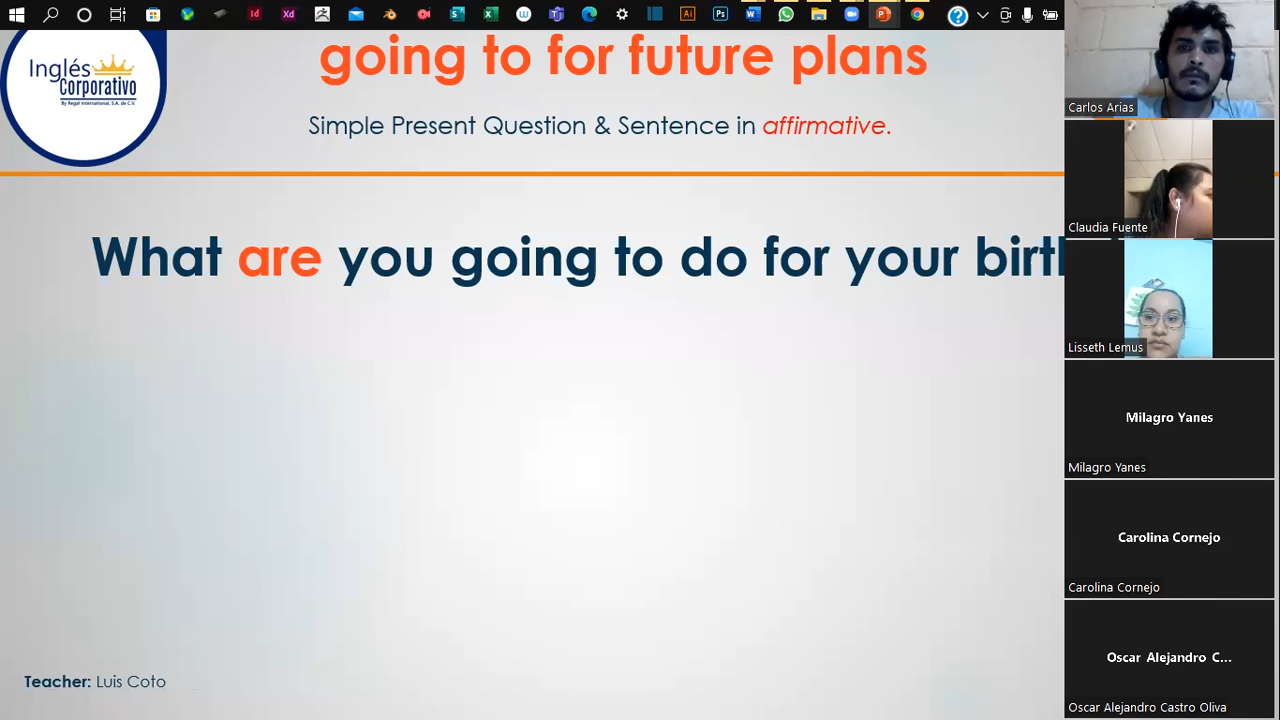 going to for future plans
Inglés
Corporativo
By Regal International, S.A. de C.V.
Simple Present Question & Sentence in affirmative.
What are you going to do for your birth
Teacher: Luis Coto
Carlos Arias
Claudia Fuente
Lisseth Lemus
Milagro Yanes
Milagro Yanes
Carolina Cornejo
Carolina Cornejo
Oscar Alejandro C...
Oscar Alejandro Castro Oliva